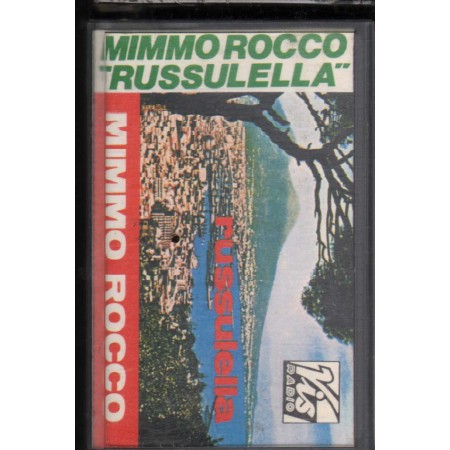 MIMMO ROCCO
"RUSSULELLA"
MIMMO ROCCO
russulella
Vis
RADIO